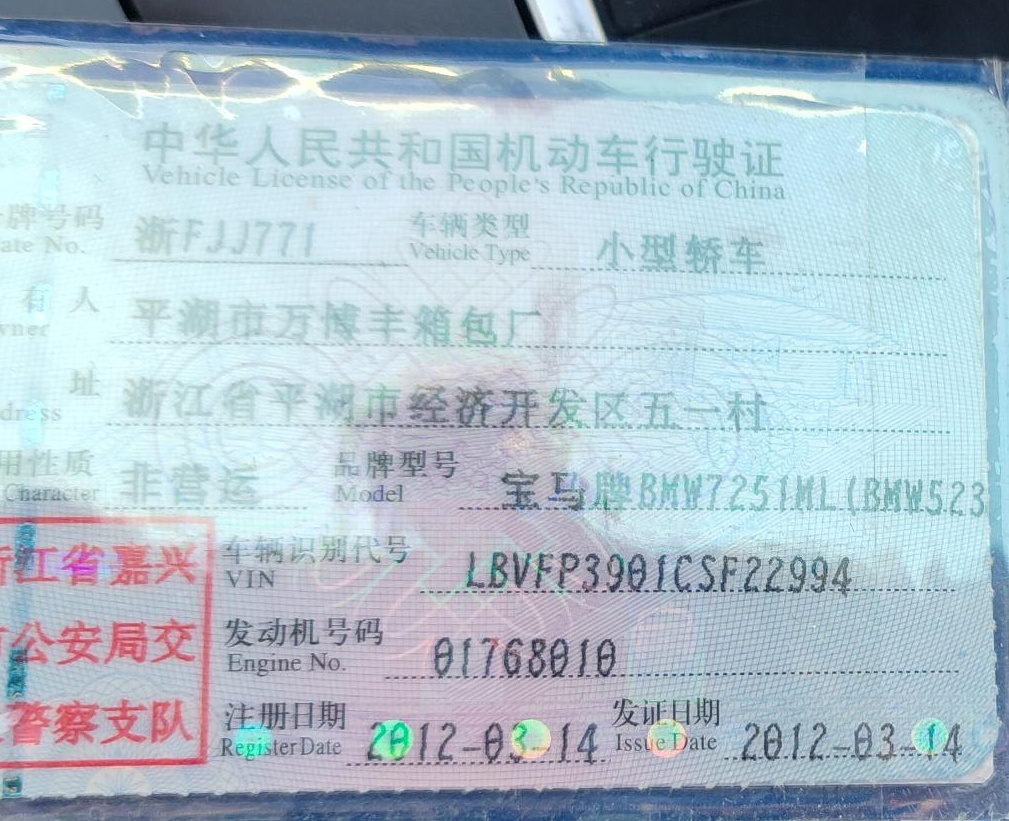 中华人民共和国机动车行驶证
Vehicle License of the People's Republic of China
牌号码 浙FJJ771 车辆类型 小型轿车
ate No. Vehicle Type
有人 平湖市万博丰箱包厂
wner
址 浙江省平湖市经济开发区五一村
dress
用性质 非营运 品牌型号 宝马牌BMW7251ML(BMW523
Character Model
浙江省嘉兴
公安局交
警察支队
车辆识别代号 LBVFP3901CSF22994
VIN
发动机号码 01768010
Engine No.
注册日期 2012-03-14 发证日期 2012-03-14
Register Date Issue Date